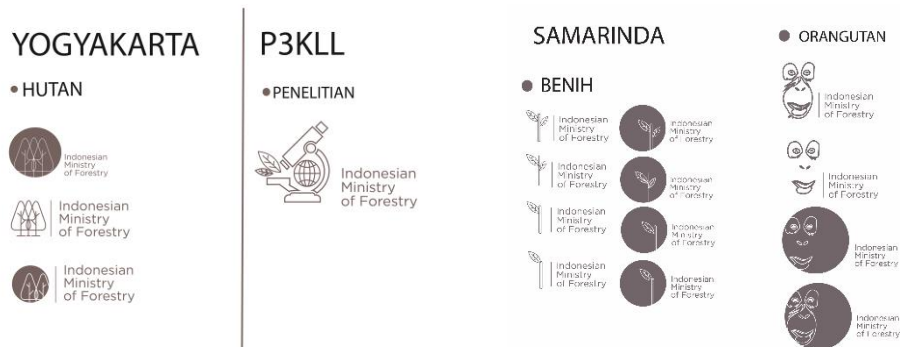 YOGYAKARTA
• HUTAN
Indonesian
Ministry
of Forestry
Indonesian
Ministry
of Forestry
Indonesian
Ministry
of Forestry
P3KLL
• PENELITIAN
Indonesian
Ministry
of Forestry
SAMARINDA
• BENIH
Indonesian
Ministry
of Forestry
Indonesian
Ministry
of Forestry
Indonesian
Ministry
of Forestry
Indonesian
Ministry
of Forestry
Indonesian
Ministry
of Forestry
Indonesian
Ministry
of Forestry
Indonesian
Ministry
of Forestry
Indonesian
Ministry
of Forestry
• ORANGUTAN
Indonesian
Ministry
of Forestry
Indonesian
Ministry
of Forestry
Indonesian
Ministry
of Forestry
Indonesian
Ministry
of Forestry